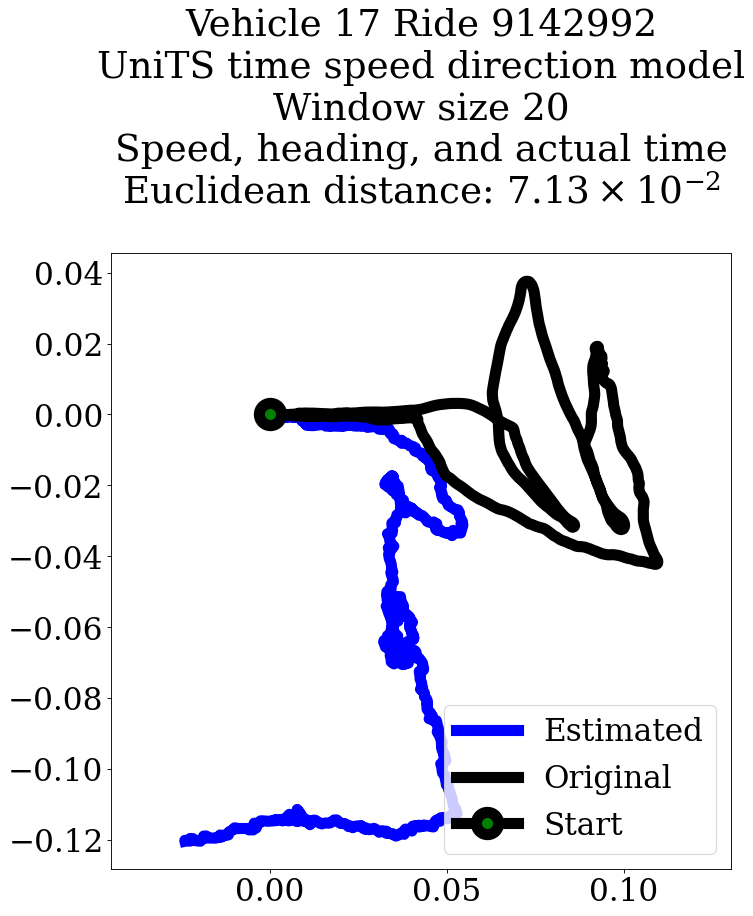 Vehicle 17 Ride 9142992
UniTS time speed direction model
Window size 20
Speed, heading, and actual time
Euclidean distance: 7.13 × 10⁻²
0.04
0.02
0.00
−0.02
−0.04
−0.06
−0.08
−0.10
−0.12
Estimated
Original
Start
0.00 0.05 0.10